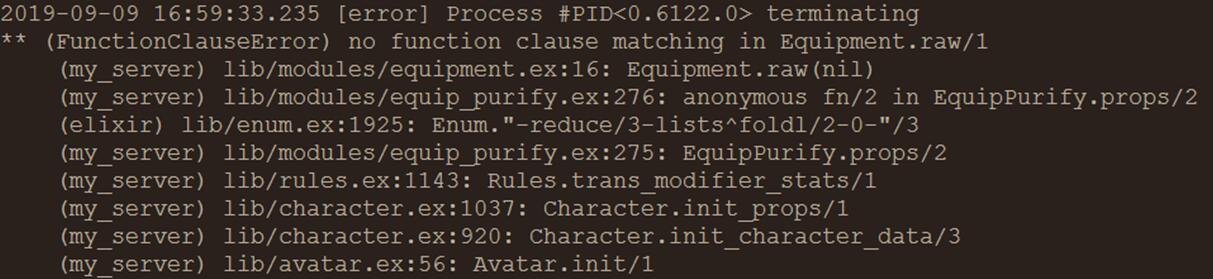 2019-09-09 16:59:33.235 [error] Process #PID<0.6122.0> terminating
** (FunctionClauseError) no function clause matching in Equipment.raw/1
    (my_server) lib/modules/equipment.ex:16: Equipment.raw(nil)
    (my_server) lib/modules/equip_purify.ex:276: anonymous fn/2 in EquipPurify.props/2
    (elixir) lib/enum.ex:1925: Enum."-reduce/3-lists^foldl/2-0-"/3
    (my_server) lib/modules/equip_purify.ex:275: EquipPurify.props/2
    (my_server) lib/rules.ex:1143: Rules.trans_modifier_stats/1
    (my_server) lib/character.ex:1037: Character.init_props/1
    (my_server) lib/character.ex:920: Character.init_character_data/3
    (my_server) lib/avatar.ex:56: Avatar.init/1